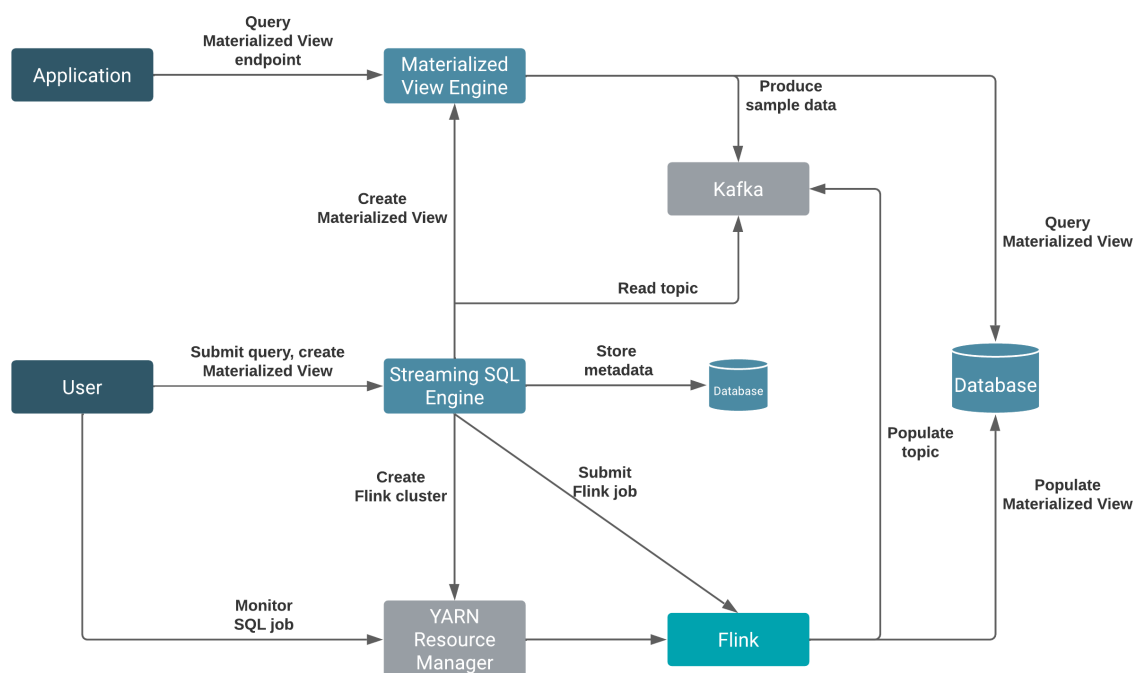 Query
Materialized View
endpoint
Application
Materialized
View Engine
Produce
sample data
Kafka
Create
Materialized View
Query
Materialized View
Read topic
Submit query, create
Materialized View
User
Streaming SQL
Engine
Store
metadata
Database
Database
Populate
topic
Create
Flink cluster
Submit
Flink job
Populate
Materialized View
Monitor
SQL job
YARN
Resource
Manager
Flink